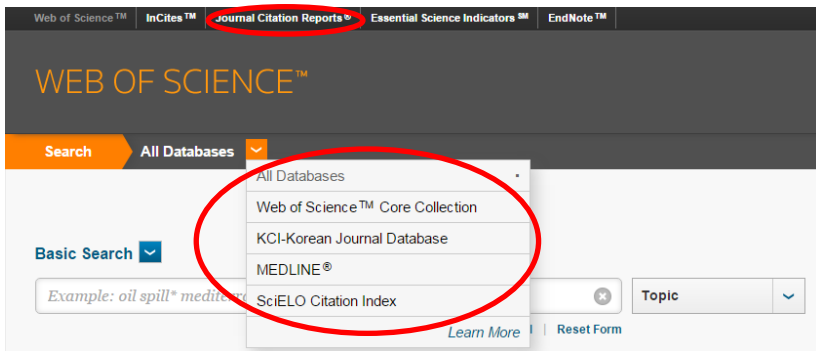 Web of Science™ InCites™ Journal Citation Reports® Essential Science Indicators℠ EndNote™
WEB OF SCIENCE™
Search All Databases
All Databases
Web of Science™ Core Collection
KCI-Korean Journal Database
MEDLINE®
SciELO Citation Index
Learn More
Basic Search
Example: oil spill* mediterr
Topic
| Reset Form